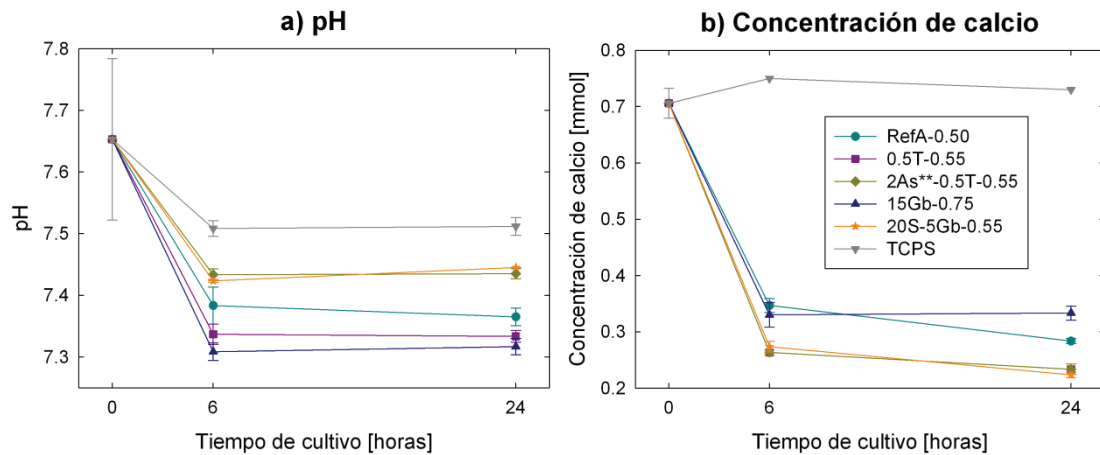 a) pH
7.8
7.7
7.6
7.5
7.4
7.3
pH
0
6
24
Tiempo de cultivo [horas]
b) Concentración de calcio
0.8
0.7
0.6
0.5
0.4
0.3
0.2
Concentración de calcio [mmol]
RefA-0.50
0.5T-0.55
2As**-0.5T-0.55
15Gb-0.75
20S-5Gb-0.55
TCPS
0
6
24
Tiempo de cultivo [horas]